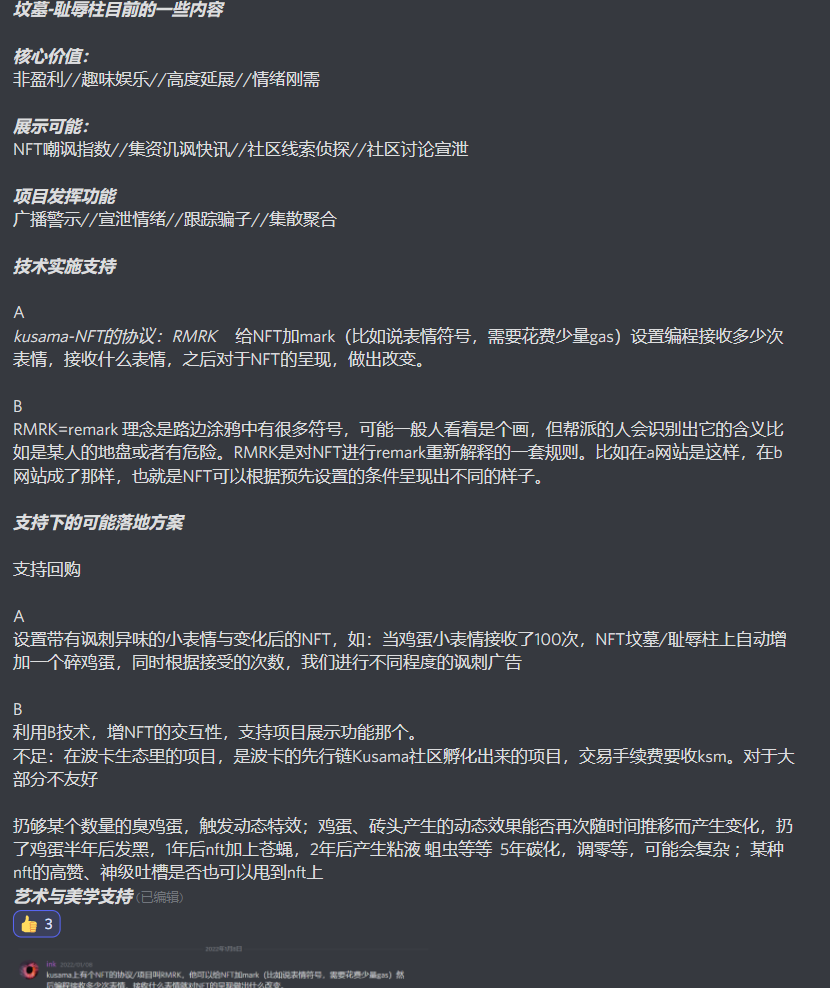 坟墓-耻辱柱目前的一些内容
核心价值：
非盈利//趣味娱乐//高度延展//情绪刚需
展示可能：
NFT嘲讽指数//集资讥讽快讯//社区线索侦探//社区讨论宣泄
项目发挥功能
广播警示//宣泄情绪//跟踪骗子//集散聚合
技术实施支持
A
kusama-NFT的协议：RMRK 给NFT加mark（比如说表情符号，需要花费少量gas）设置编程接收多少次
表情，接收什么表情，之后对于NFT的呈现，做出改变。
B
RMRK=remark 理念是路边涂鸦中有很多符号，可能一般人看着是个画，但帮派的人会识别出它的含义比
如是某人的地盘或者有危险。RMRK是对NFT进行remark重新解释的一套规则。比如在a网站是这样，在b
网站成了那样，也就是NFT可以根据预先设置的条件呈现出不同的样子。
支持下的可能落地方案
支持回购
A
设置带有讽刺异味的小表情与变化后的NFT，如：当鸡蛋小表情接收了100次，NFT坟墓/耻辱柱上自动增
加一个碎鸡蛋，同时根据接受的次数，我们进行不同程度的讽刺广告
B
利用B技术，增NFT的交互性，支持项目展示功能那个。
不足：在波卡生态里的项目，是波卡的先行链Kusama社区孵化出来的项目，交易手续费要收ksm。对于大
部分不友好
扔够某个数量的臭鸡蛋，触发动态特效；鸡蛋、砖头产生的动态效果能否再次随时间推移而产生变化，扔
了鸡蛋半年后发黑，1年后nft加上苍蝇，2年后产生粘液 蛆虫等等 5年碳化，凋零等，可能会复杂 ；某种
nft的高赞、神级吐槽是否也可以甩到nft上
艺术与美学支持 (已编辑)
3
kusama上有个NFT的协议/项目叫RMRK，他可以给NFT加mark（比如说表情符号，需要花费少量gas）然
后编程接收多少次表情，接收什么表情就对NFT的呈现做出什么改变。